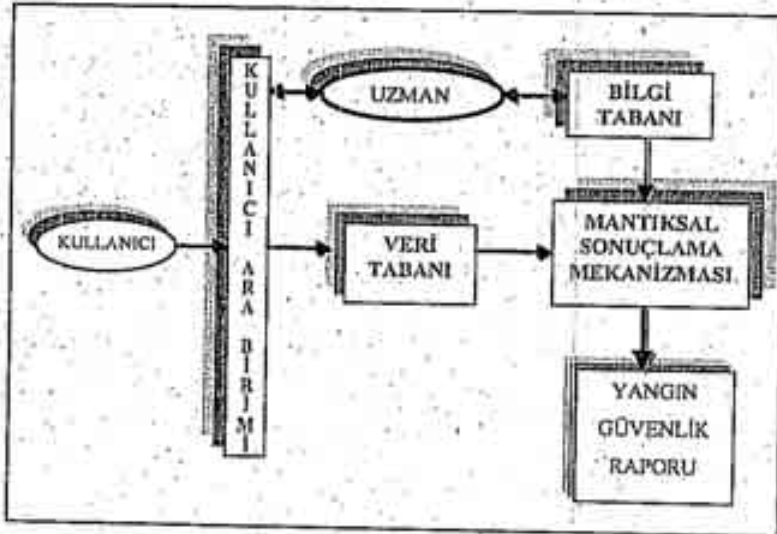 KULLANICI
KULLANICI ARA BİRİMİ
UZMAN
BİLGİ
TABANI
VERİ
TABANI
MANTIKSAL
SONUÇLAMA
MEKANİZMASI
YANGIN
GÜVENLİK
RAPORU